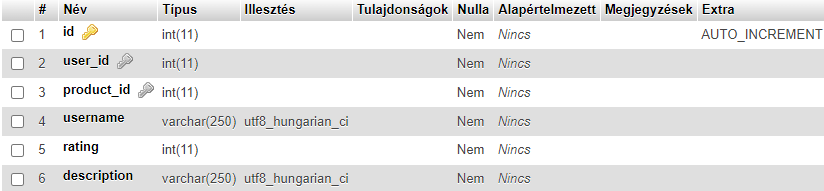 # Név Típus Illesztés Tulajdonságok Nulla Alapértelmezett Megjegyzések Extra
1 id int(11) Nem Nincs AUTO_INCREMENT
2 user_id int(11) Nem Nincs
3 product_id int(11) Nem Nincs
4 username varchar(250) utf8_hungarian_ci Nem Nincs
5 rating int(11) Nem Nincs
6 description varchar(250) utf8_hungarian_ci Nem Nincs